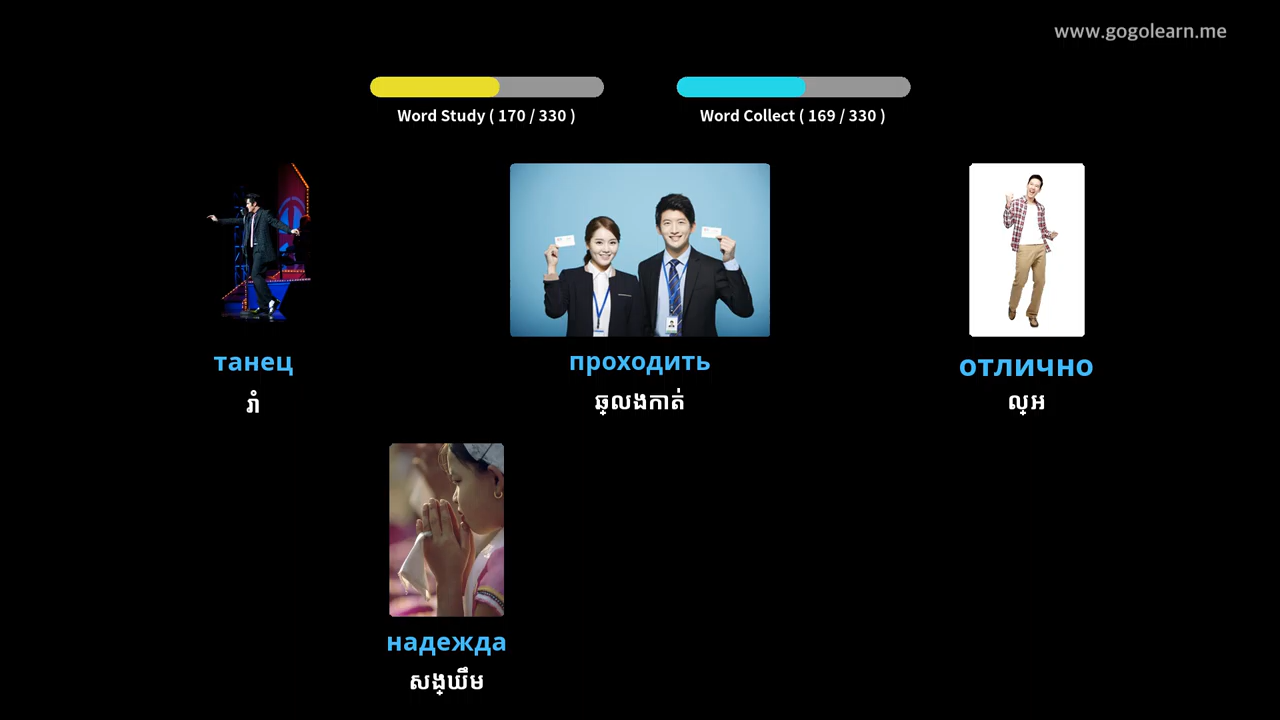 www.gogolearn.me
Word Study ( 170 / 330 )
Word Collect ( 169 / 330 )
танец
រាំ
проходить
ឆ្លងកាត់
отлично
ល្អ
надежда
សង្ឃឹម